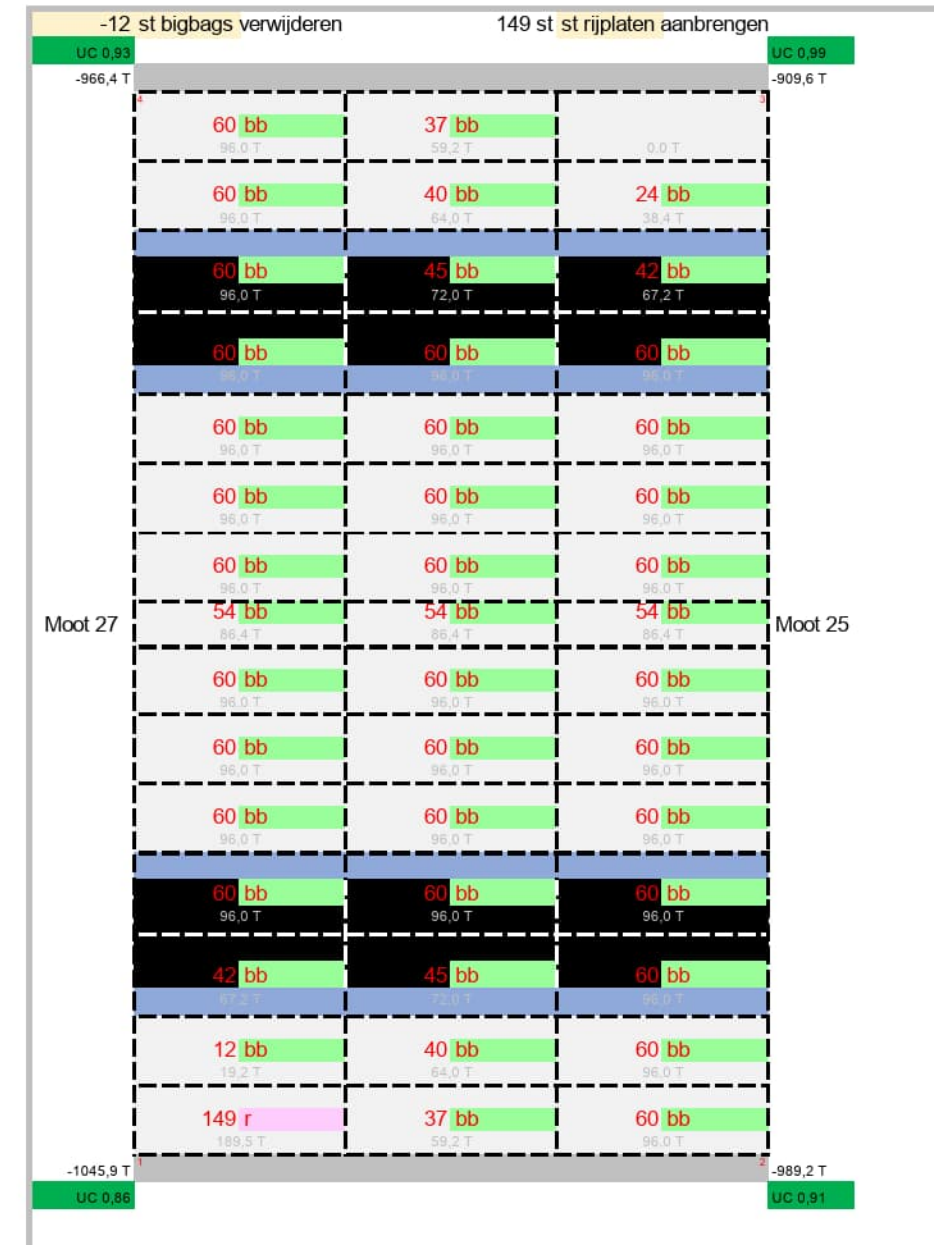 -12 st bigbags verwijderen 149 st st rijplaten aanbrengen
UC 0,93 UC 0,99
-966,4 T -909,6 T
4 3
60 bb 37 bb
96,0 T 59,2 T 0,0 T
60 bb 40 bb 24 bb
96,0 T 64,0 T 38,4 T
60 bb 45 bb 42 bb
96,0 T 72,0 T 67,2 T
60 bb 60 bb 60 bb
96,0 T 96,0 T 96,0 T
60 bb 60 bb 60 bb
96,0 T 96,0 T 96,0 T
60 bb 60 bb 60 bb
96,0 T 96,0 T 96,0 T
60 bb 60 bb 60 bb
96,0 T 96,0 T 96,0 T
54 bb 54 bb 54 bb
Moot 27 86,4 T 86,4 T 86,4 T Moot 25
60 bb 60 bb 60 bb
96,0 T 96,0 T 96,0 T
60 bb 60 bb 60 bb
96,0 T 96,0 T 96,0 T
60 bb 60 bb 60 bb
96,0 T 96,0 T 96,0 T
60 bb 60 bb 60 bb
96,0 T 96,0 T 96,0 T
42 bb 45 bb 60 bb
67,2 T 72,0 T 96,0 T
12 bb 40 bb 60 bb
19,2 T 64,0 T 96,0 T
149 r 37 bb 60 bb
189,5 T 59,2 T 96,0 T
-1045,9 T 1 2 -989,2 T
UC 0,86 UC 0,91